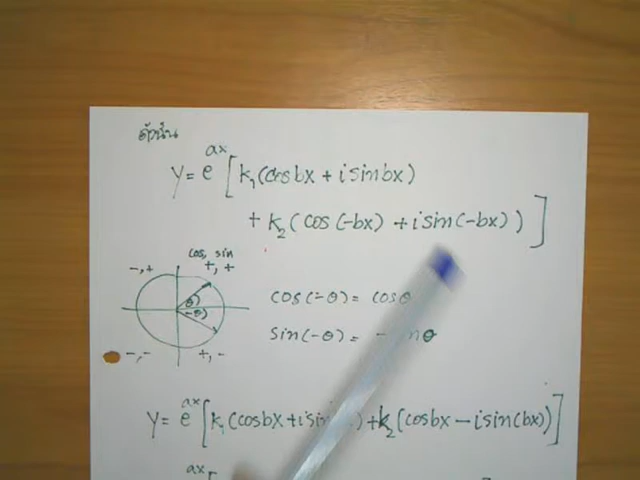 ดังนั้น
y = e^{ax} [ k₁(cos bx + i sin bx)
+ k₂ ( cos (-bx) + i sin (-bx) ) ]
cos, sin
-, + +, +
θ
-θ
-, - +, -
cos(-θ) = cosθ
sin(-θ) = - θ
y = e^{ax} [ k₁ (cos bx + i sin ) + k₂ (cos bx - i sin (bx)) ]
ax